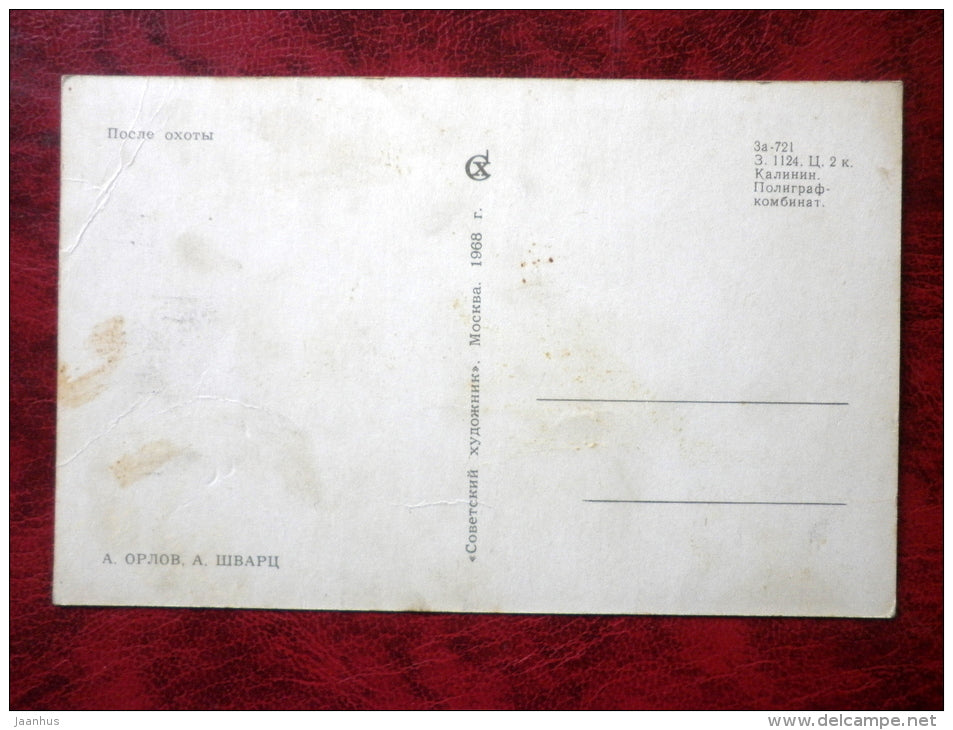 После охоты
А. ОРЛОВ, А. ШВАРЦ
«Советский художник». Москва. 1968 г.
СХ
За-721
З. 1124. Ц. 2 к.
Калинин.
Полиграф-
комбинат.
jaanhus
www.delcampe.net